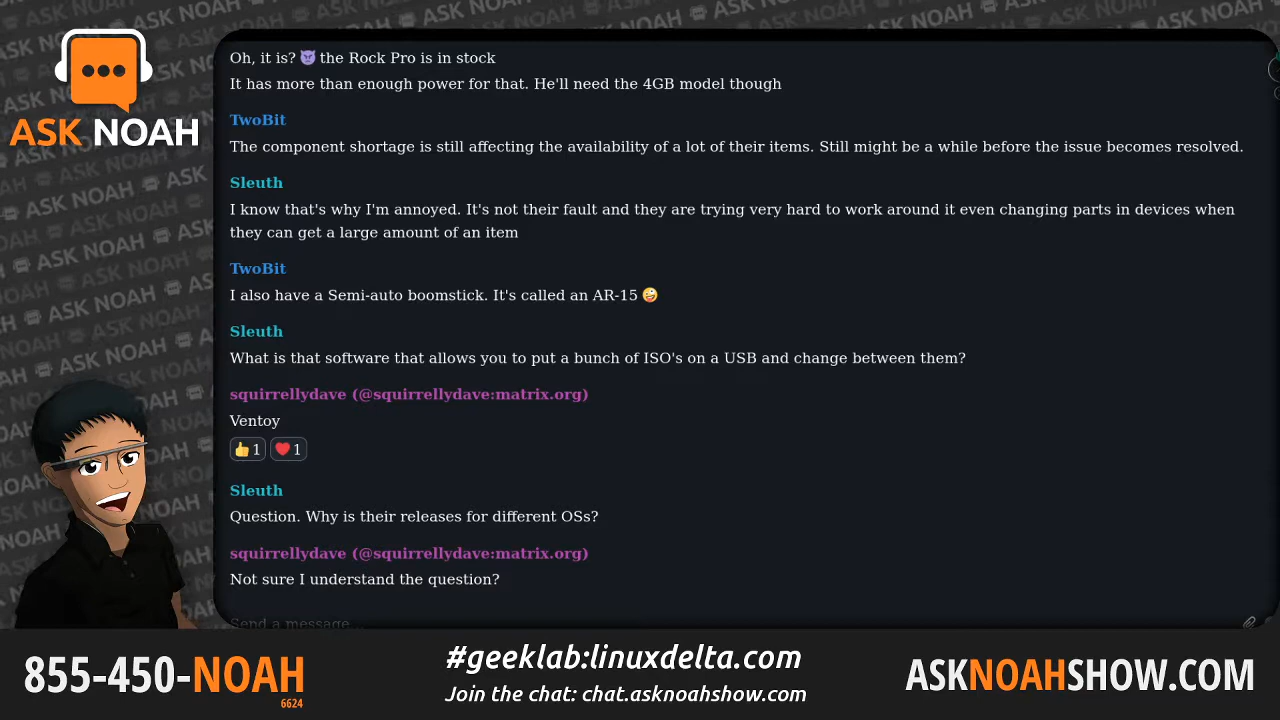 ASK NOAH
Oh, it is? 😈 the Rock Pro is in stock
It has more than enough power for that. He'll need the 4GB model though
TwoBit
The component shortage is still affecting the availability of a lot of their items. Still might be a while before the issue becomes resolved.
Sleuth
I know that's why I'm annoyed. It's not their fault and they are trying very hard to work around it even changing parts in devices when
they can get a large amount of an item
TwoBit
I also have a Semi-auto boomstick. It's called an AR-15 🤪
Sleuth
What is that software that allows you to put a bunch of ISO's on a USB and change between them?
squirrellydave (@squirrellydave:matrix.org)
Ventoy
👍 1 ❤️ 1
Sleuth
Question. Why is their releases for different OSs?
squirrellydave (@squirrellydave:matrix.org)
Not sure I understand the question?
Send a message...
855-450-NOAH
6624
#geeklab:linuxdelta.com
Join the chat: chat.asknoahshow.com
ASKNOAHSHOW.COM